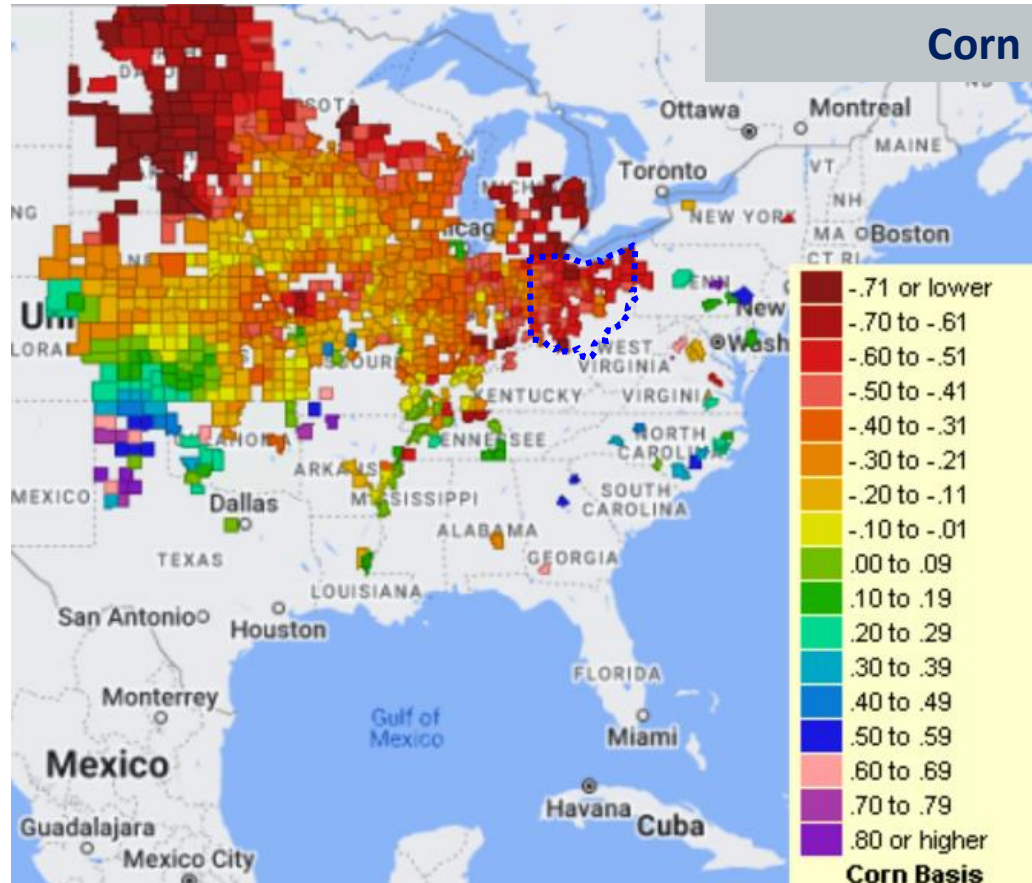 Corn
Ottawa
Montreal
MAINE
Toronto
VT
NH
NEW YORK
MA
Boston
CT RI
New
Wash
WEST
VIRGINIA
KENTUCKY
VIRGINIA
NORTH
CAROLINA
ARKANSAS
MISSISSIPPI
SOUTH
CAROLINA
MEXICO
Dallas
ALABAMA
GEORGIA
TEXAS
LOUISIANA
San Antonio
Houston
FLORIDA
Monterrey
Gulf of
Mexico
Miami
Mexico
Havana
Cuba
Guadalajara
Mexico City
-.71 or lower
-.70 to -.61
-.60 to -.51
-.50 to -.41
-.40 to -.31
-.30 to -.21
-.20 to -.11
-.10 to -.01
.00 to .09
.10 to .19
.20 to .29
.30 to .39
.40 to .49
.50 to .59
.60 to .69
.70 to .79
.80 or higher
Corn Basis